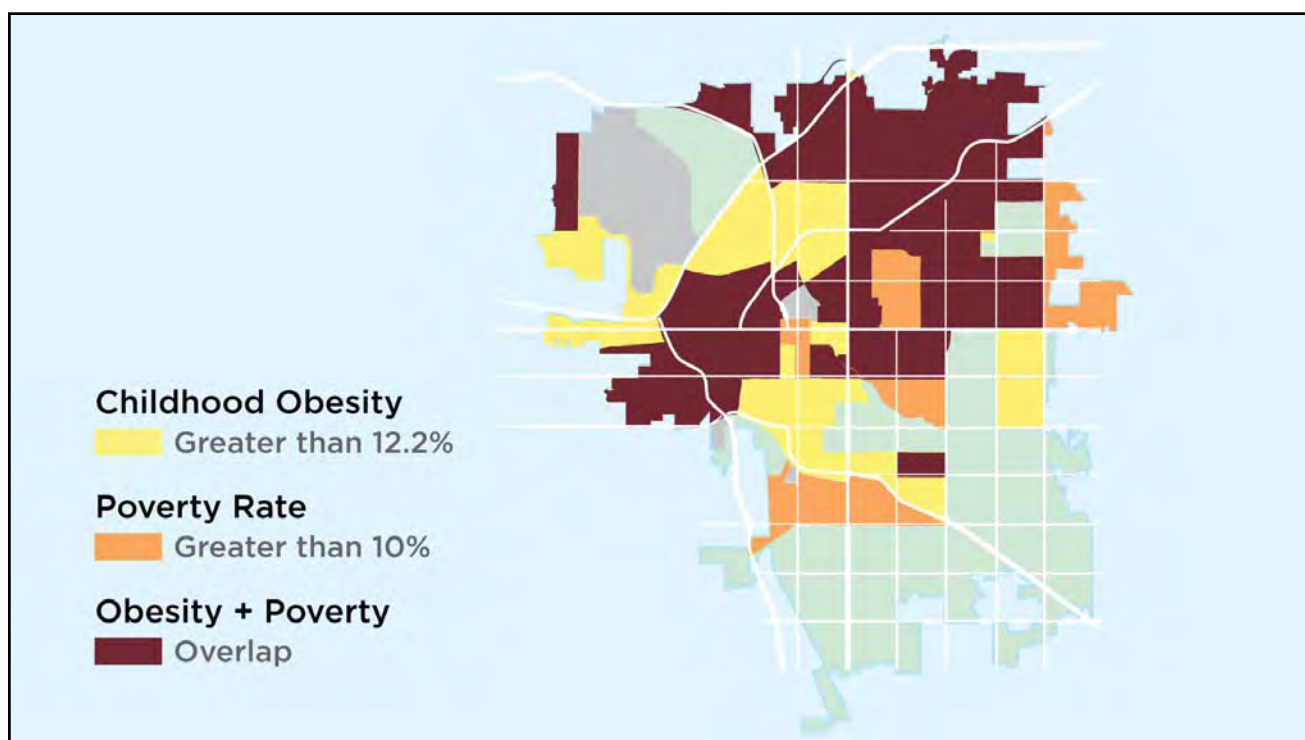 Childhood Obesity
Greater than 12.2%
Poverty Rate
Greater than 10%
Obesity + Poverty
Overlap